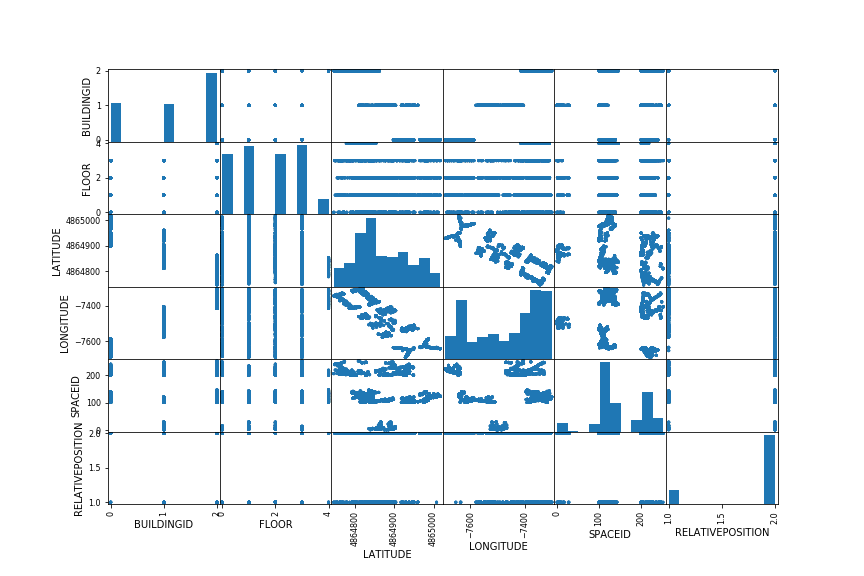 2
1
0
BUILDINGID
4
2
0
FLOOR
4865000
4864900
4864800
LATITUDE
−7400
−7600
LONGITUDE
200
100
0
SPACEID
2.0
1.5
1.0
RELATIVEPOSITION
0 1 2
BUILDINGID
0 2 4
FLOOR
4864800 4864900 4865000
LATITUDE
−7600 −7400
LONGITUDE
0 100 200
SPACEID
1.0 1.5 2.0
RELATIVEPOSITION